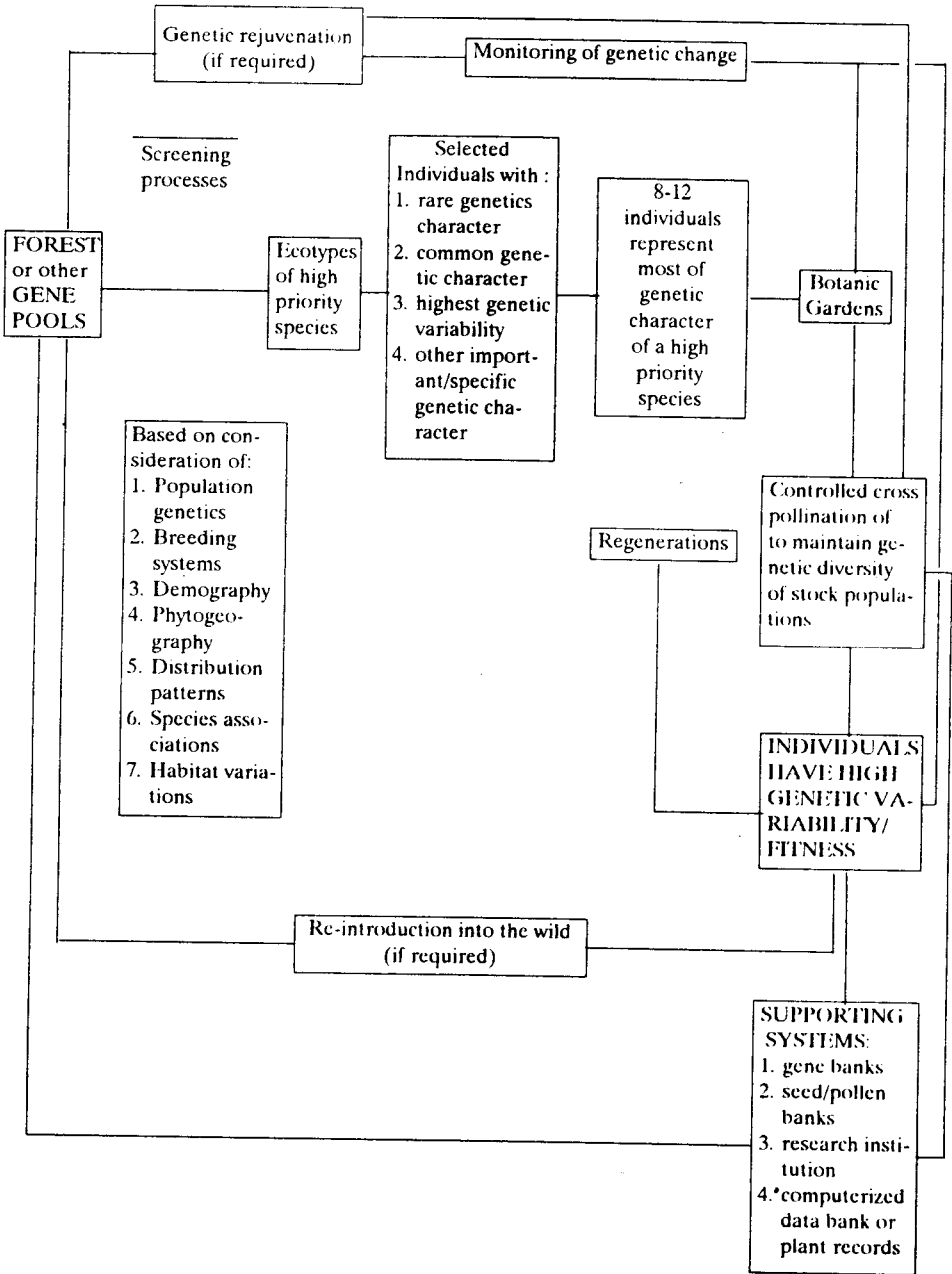 Genetic rejuvenation
(if required)
Monitoring of genetic change
Screening
processes
FOREST
or other
GENE
POOLS
Ecotypes
of high
priority
species
Selected
Individuals with :
1. rare genetics
character
2. common gene-
tic character
3. highest genetic
variability
4. other import-
ant/specific
genetic cha-
racter
8-12
individuals
represent
most of
genetic
character
of a high
priority
species
Botanic
Gardens
Based on con-
sideration of:
1. Population
genetics
2. Breeding
systems
3. Demography
4. Phytogeo-
graphy
5. Distribution
patterns
6. Species asso-
ciations
7. Habitat varia-
tions
Regenerations
Controlled cross
pollination of
to maintain ge-
netic diversity
of stock popula-
tions
INDIVIDUALS
HAVE HIGH
GENETIC VA-
RIABILITY/
FITNESS
Re-introduction into the wild
(if required)
SUPPORTING
SYSTEMS:
1. gene banks
2. seed/pollen
banks
3. research insti-
tution
4. computerized
data bank or
plant records